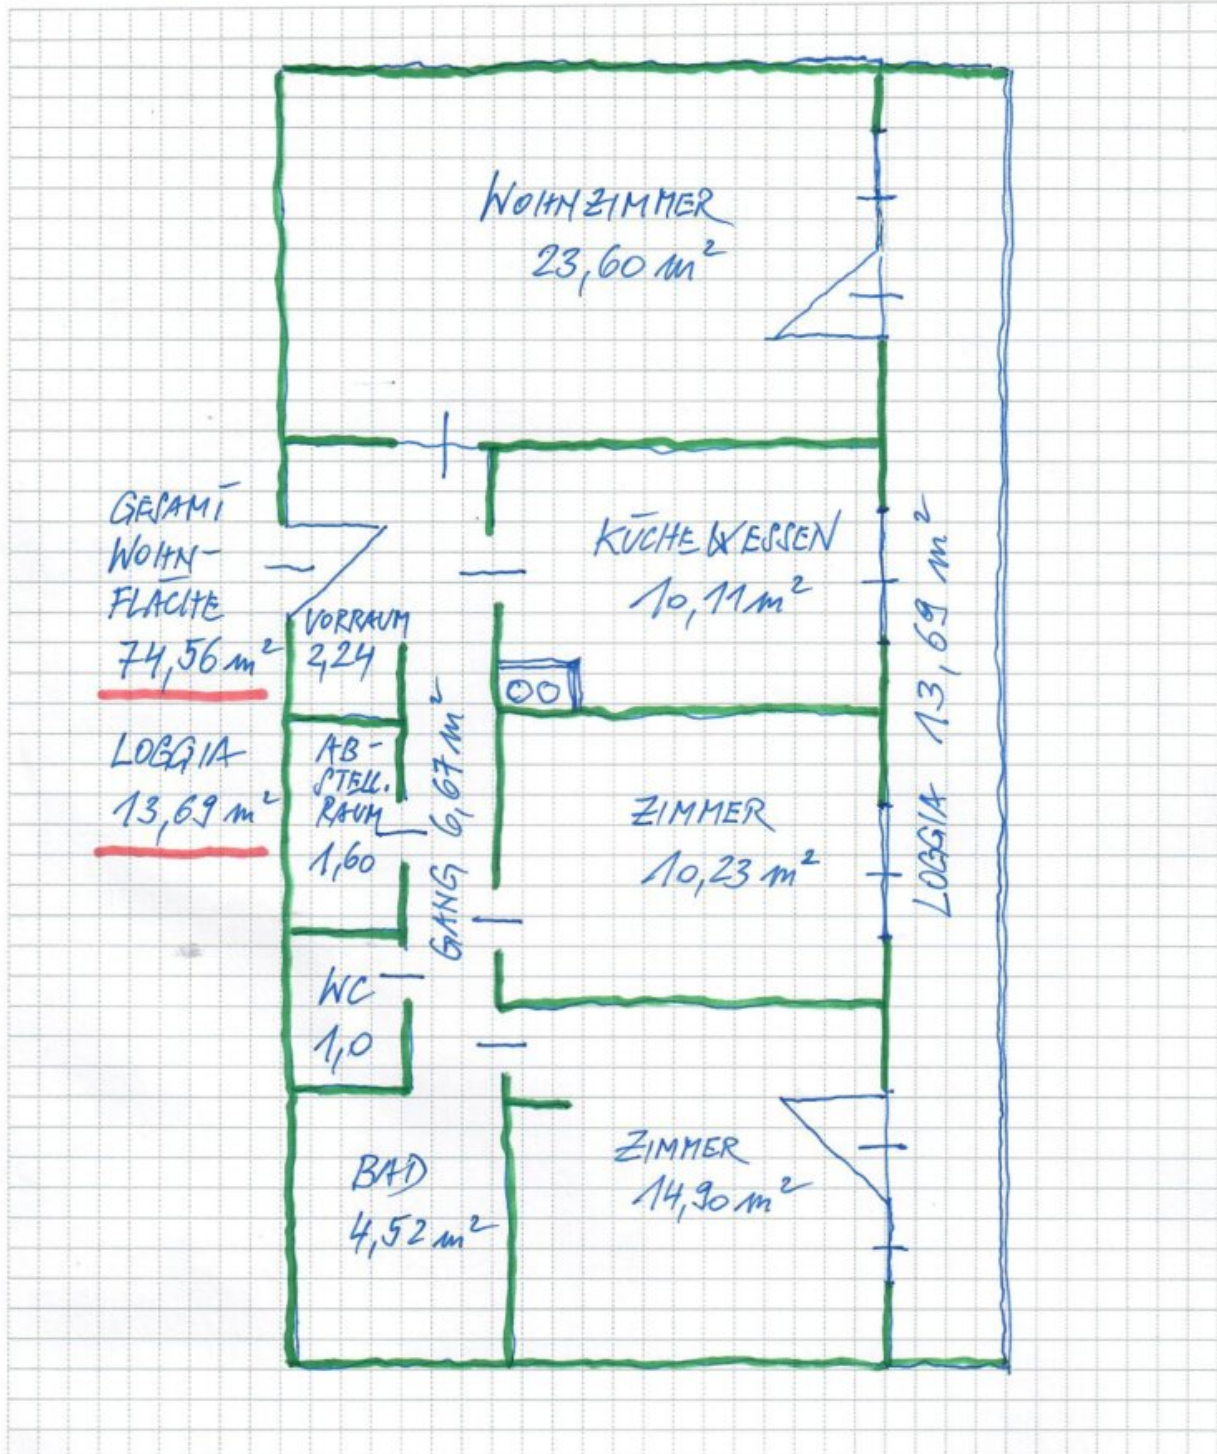 WOHNZIMMER
23,60 m²
GESAMT
WOHN-
FLÄCHE
74,56 m²
LOGGIA
13,69 m²
KÜCHE & ESSEN
10,11 m²
VORRAUM
2,24
AB-
STELL.
RAUM
1,60
GANG 6,67 m²
ZIMMER
10,23 m²
LOGGIA 13,69 m²
WC
1,0
BAD
4,52 m²
ZIMMER
14,90 m²